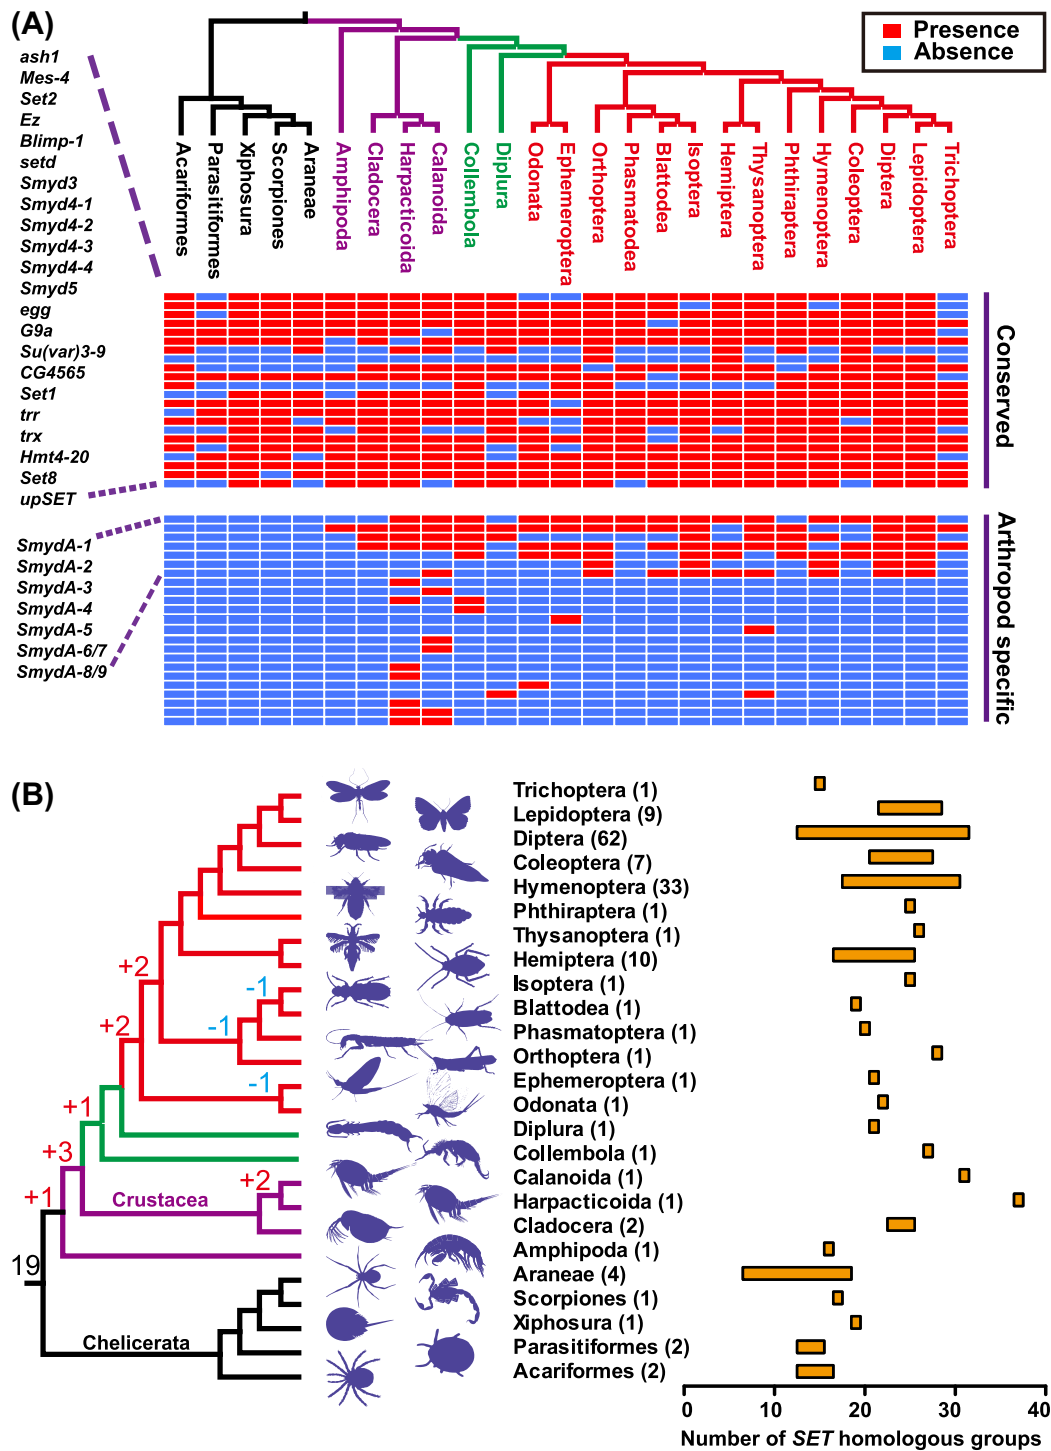 (A)
Presence
Absence
ash1
Mes-4
Set2
Ez
Blimp-1
setd
Smyd3
Smyd4-1
Smyd4-2
Smyd4-3
Smyd4-4
Smyd5
egg
G9a
Su(var)3-9
CG4565
Set1
trr
trx
Hmt4-20
Set8
upSET
SmydA-1
SmydA-2
SmydA-3
SmydA-4
SmydA-5
SmydA-6/7
SmydA-8/9
Acariformes
Parasitiformes
Xiphosura
Scorpiones
Araneae
Amphipoda
Cladocera
Harpacticoida
Calanoida
Collembola
Diplura
Odonata
Ephemeroptera
Orthoptera
Phasmatodea
Blattodea
Isoptera
Hemiptera
Thysanoptera
Phthiraptera
Hymenoptera
Coleoptera
Diptera
Lepidoptera
Trichoptera
Conserved
Arthropod specific
(B)
+2
+2
-1
-1
-1
+1
+3
+1
+2
19
Crustacea
Chelicerata
Trichoptera (1)
Lepidoptera (9)
Diptera (62)
Coleoptera (7)
Hymenoptera (33)
Phthiraptera (1)
Thysanoptera (1)
Hemiptera (10)
Isoptera (1)
Blattodea (1)
Phasmatoptera (1)
Orthoptera (1)
Ephemeroptera (1)
Odonata (1)
Diplura (1)
Collembola (1)
Calanoida (1)
Harpacticoida (1)
Cladocera (2)
Amphipoda (1)
Araneae (4)
Scorpiones (1)
Xiphosura (1)
Parasitiformes (2)
Acariformes (2)
0 10 20 30 40
Number of SET homologous groups